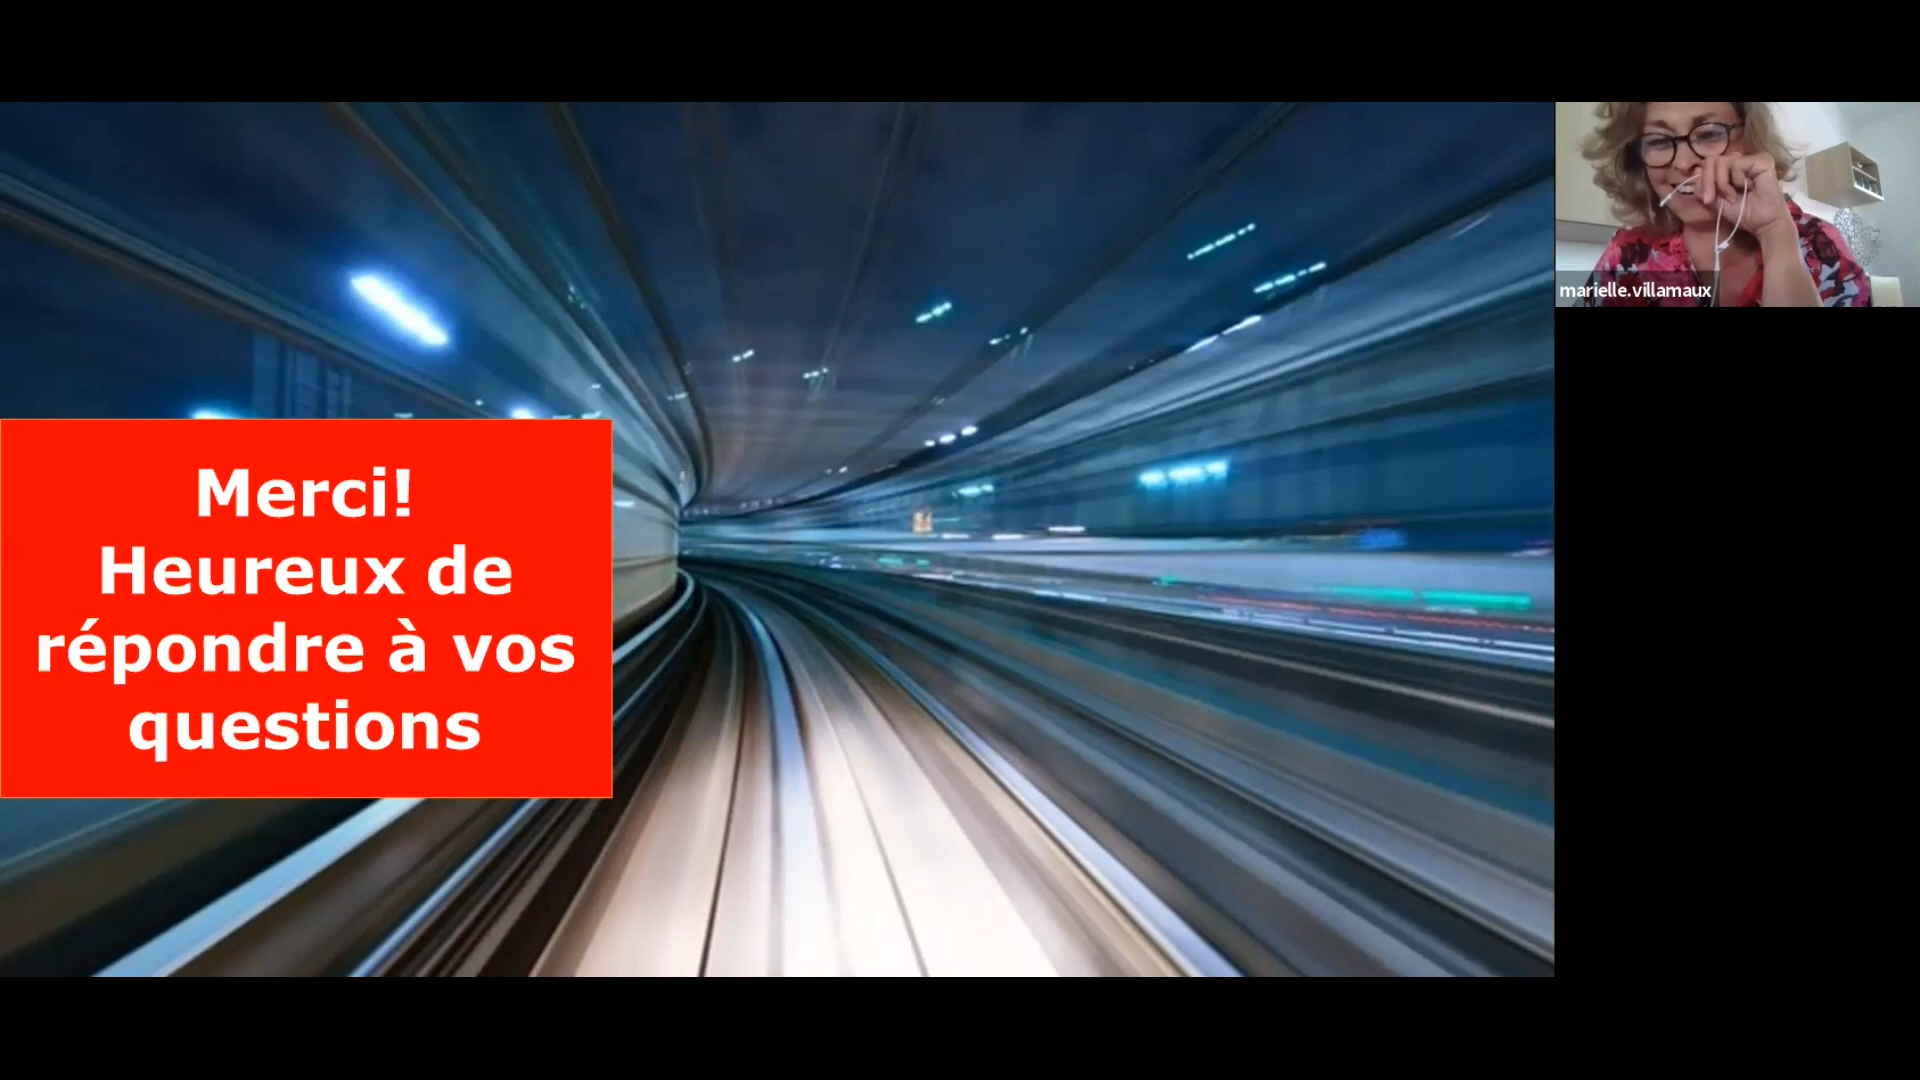 Merci!
Heureux de
répondre à vos
questions
marielle.villamaux